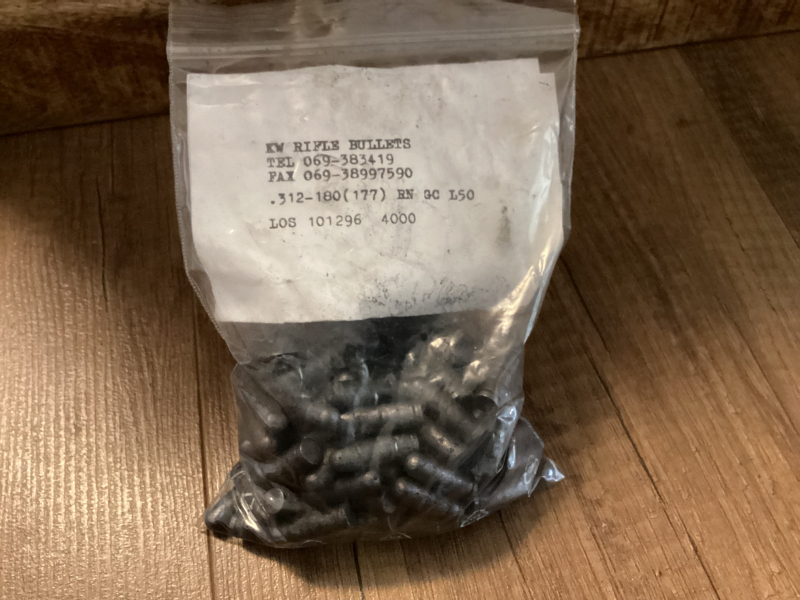 KW RIFLE BULLETS
TEL 069-383419
FAX 069-38997590
.312-180(177) RN GC L50
LOS 101296 4000